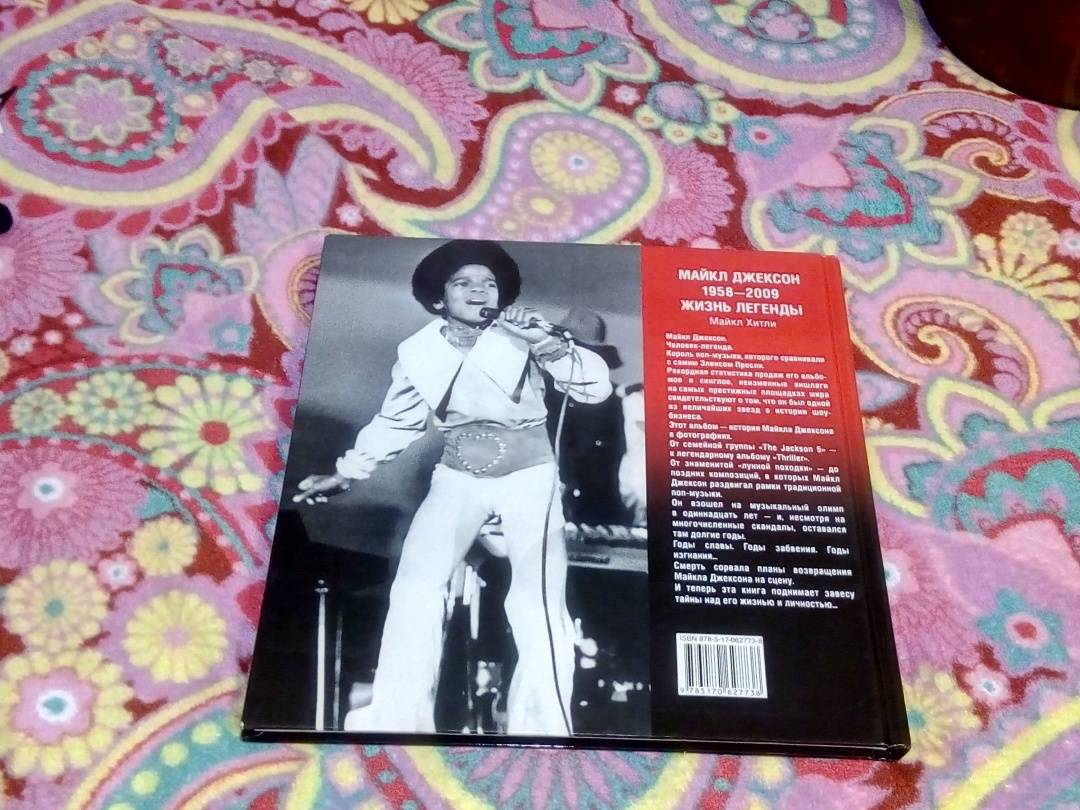 МАЙКЛ ДЖЕКСОН
1958—2009
ЖИЗНЬ ЛЕГЕНДЫ
Майкл Хитли
Майкл Джексон.
Человек-легенда.
Король поп-музыки, которого сравнивали
с самим Элвисом Пресли.
Рекордная статистика продаж его альбо-
мов и синглов, неизменные аншлаги
на самых престижных площадках мира
свидетельствуют о том, что он был одной
из величайших звезд в истории шоу-
бизнеса.
Этот альбом — история Майкла Джексона
в фотографиях.
От семейной группы «The Jackson 5» —
к легендарному альбому «Thriller».
От знаменитой «лунной походки» — до
поздних композиций, в которых Майкл
Джексон раздвигал рамки традиционной
поп-музыки.
Он взошел на музыкальный олимп
в одиннадцать лет — и, несмотря на
многочисленные скандалы, оставался
там долгие годы.
Годы славы. Годы забвения. Годы
изгнания...
Смерть сорвала планы возвращения
Майкла Джексона на сцену.
И теперь эта книга поднимает завесу
тайны над его жизнью и личностью...
ISBN 978-5-17-062773-8
9 785170 627738